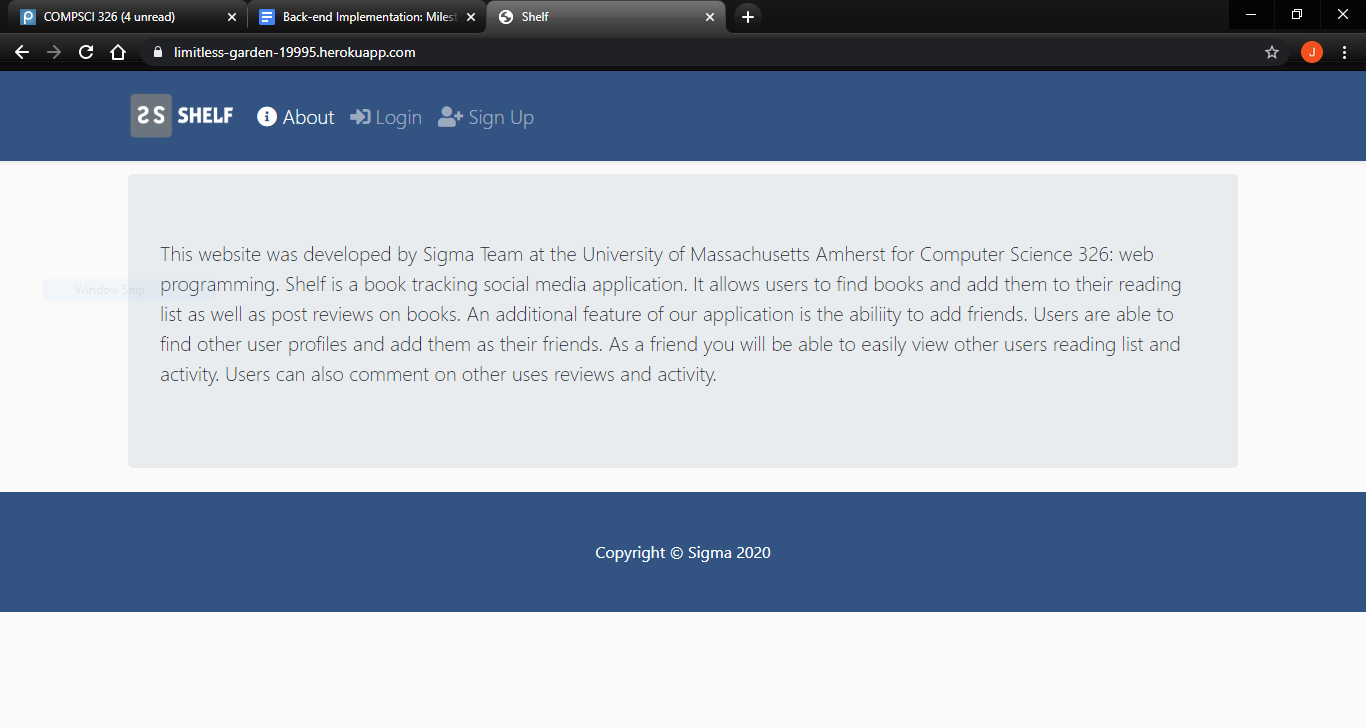 COMPSCI 326 (4 unread)
Back-end Implementation: Milest
Shelf
limitless-garden-19995.herokuapp.com
J
SS SHELF
About
Login
Sign Up
This website was developed by Sigma Team at the University of Massachusetts Amherst for Computer Science 326: web
programming. Shelf is a book tracking social media application. It allows users to find books and add them to their reading
Window Snip
list as well as post reviews on books. An additional feature of our application is the abiliity to add friends. Users are able to
find other user profiles and add them as their friends. As a friend you will be able to easily view other users reading list and
activity. Users can also comment on other uses reviews and activity.
Copyright © Sigma 2020